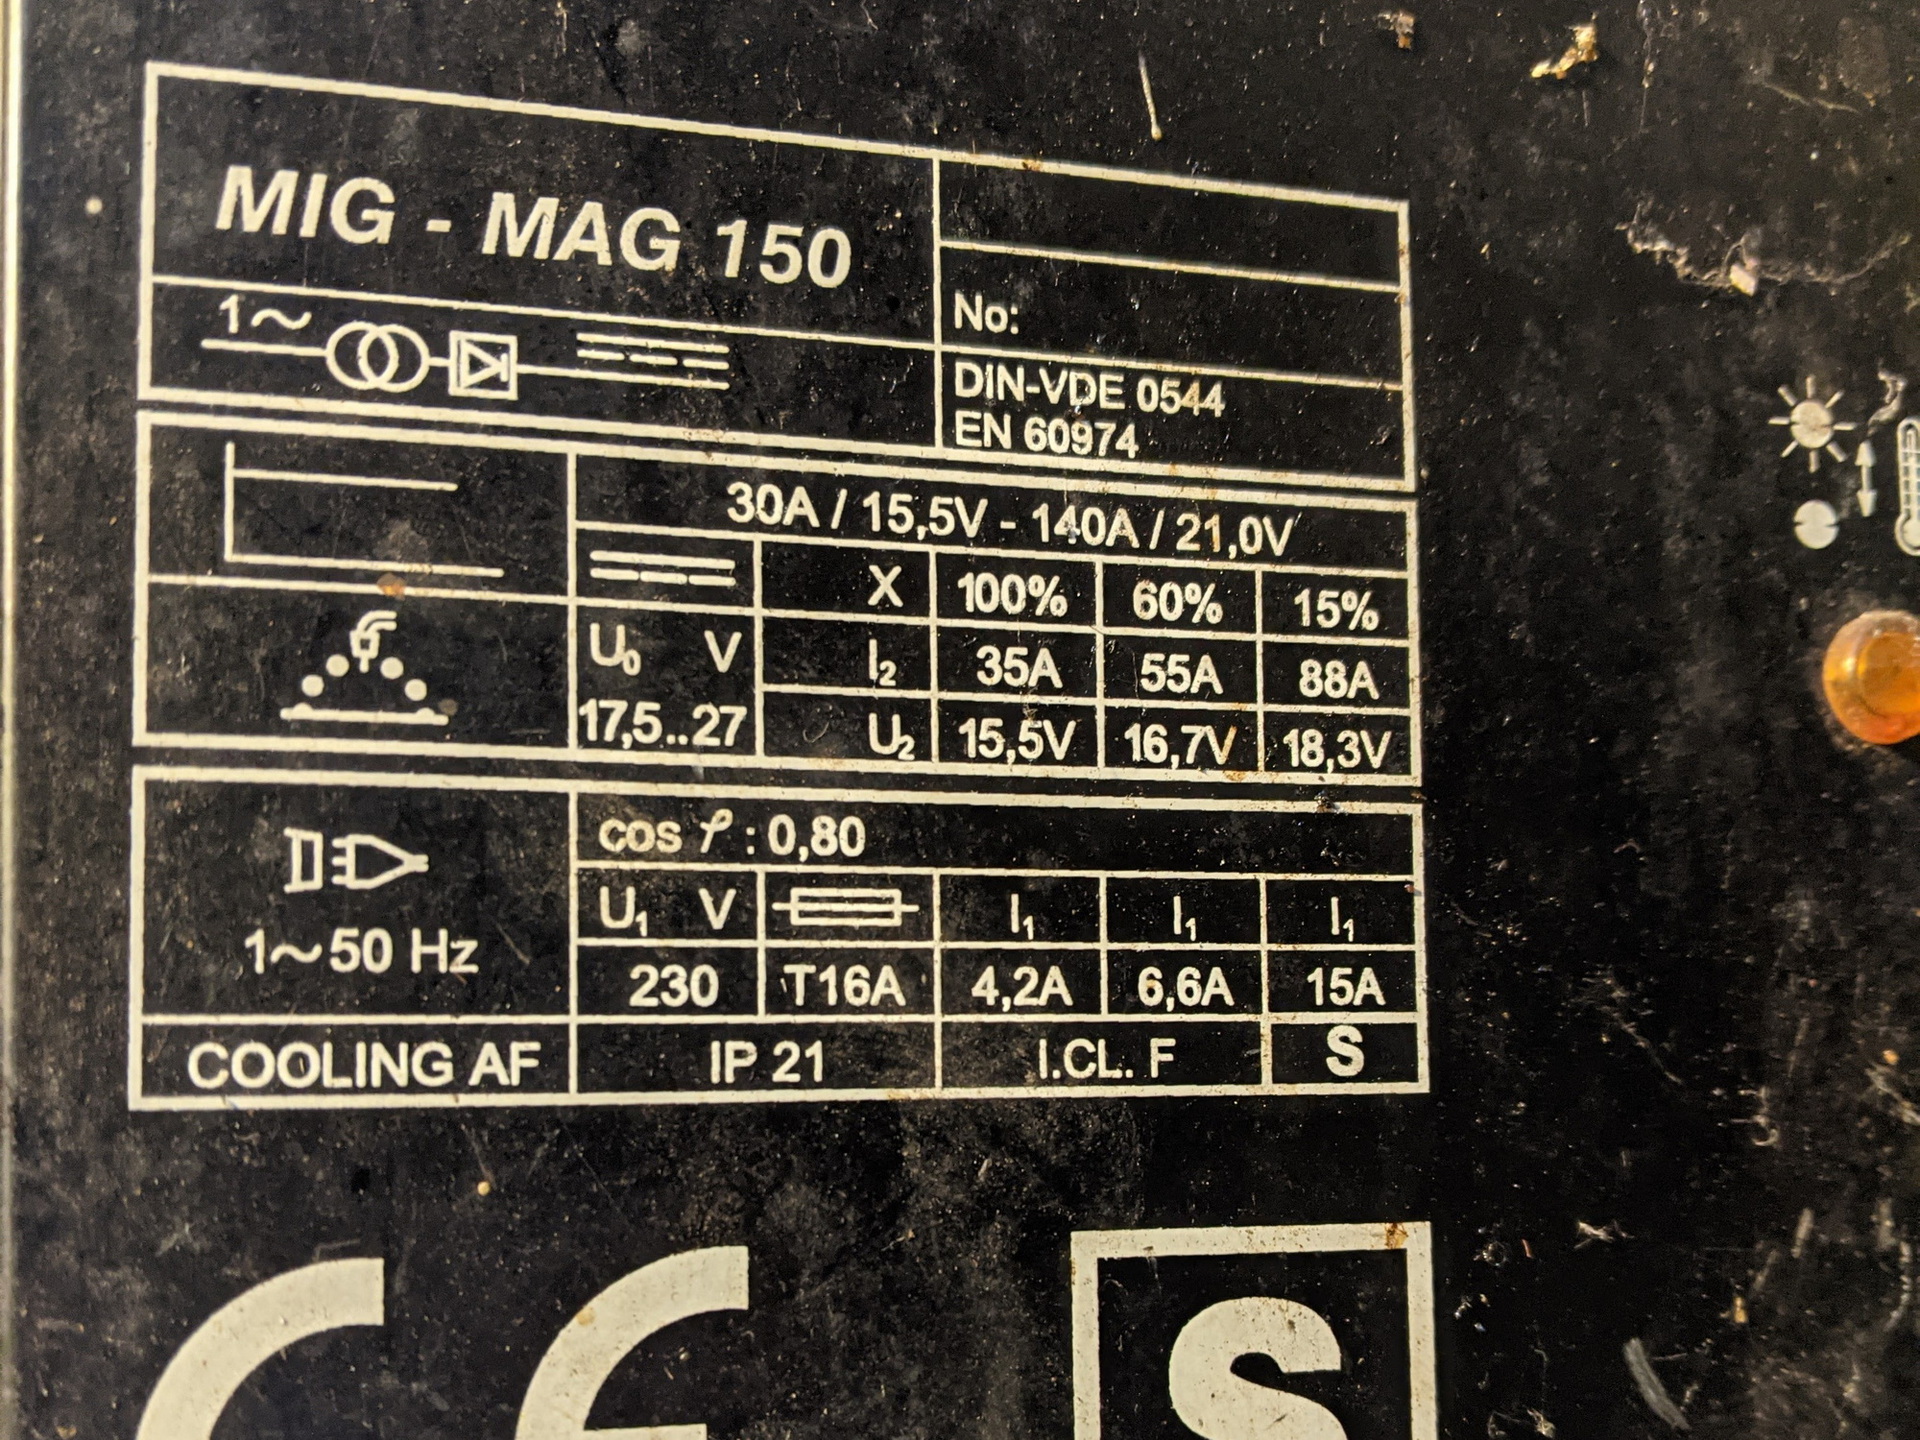 MIG - MAG 150
1~
No:
DIN-VDE 0544
EN 60974
30A / 15,5V - 140A / 21,0V
X 100% 60% 15%
U₀ V I₂ 35A 55A 88A
17,5..27 U₂ 15,5V 16,7V 18,3V
cos φ : 0,80
U₁ V I₁ I₁ I₁
1~50 Hz
230 T16A 4,2A 6,6A 15A
COOLING AF IP 21 I.CL. F S
CE S